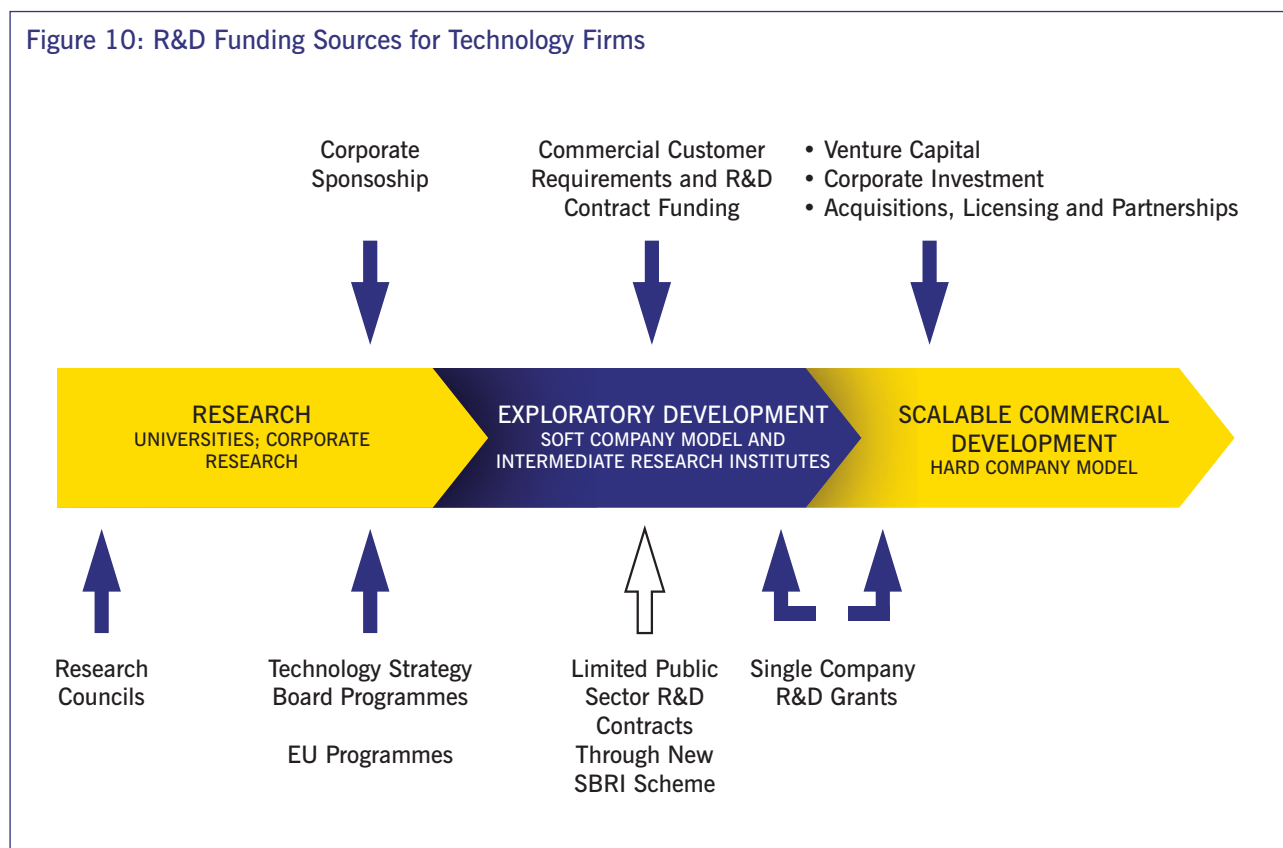 Figure 10: R&D Funding Sources for Technology Firms
Corporate
Sponsoship
Commercial Customer
Requirements and R&D
Contract Funding
• Venture Capital
• Corporate Investment
• Acquisitions, Licensing and Partnerships
RESEARCH
UNIVERSITIES; CORPORATE
RESEARCH
EXPLORATORY DEVELOPMENT
SOFT COMPANY MODEL AND
INTERMEDIATE RESEARCH INSTITUTES
SCALABLE COMMERCIAL
DEVELOPMENT
HARD COMPANY MODEL
Research
Councils
Technology Strategy
Board Programmes
EU Programmes
Limited Public
Sector R&D
Contracts
Through New
SBRI Scheme
Single Company
R&D Grants